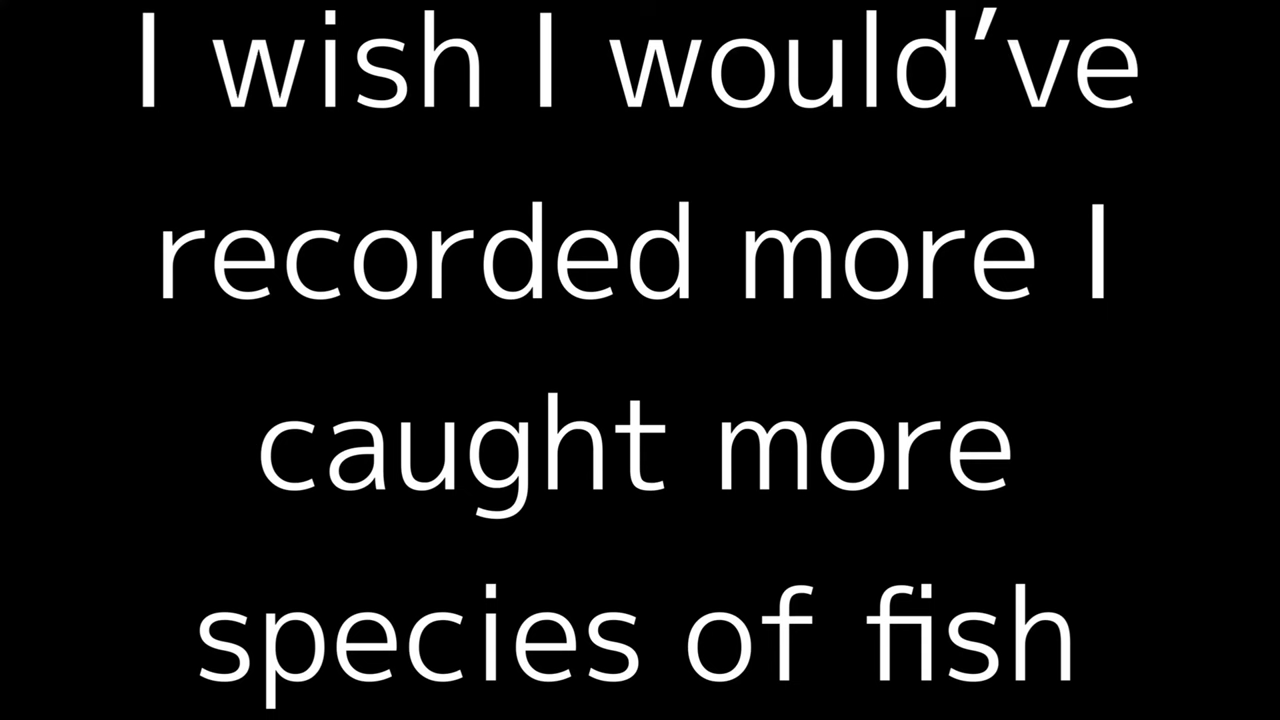 I wish I would’ve
recorded more I
caught more
species of fish